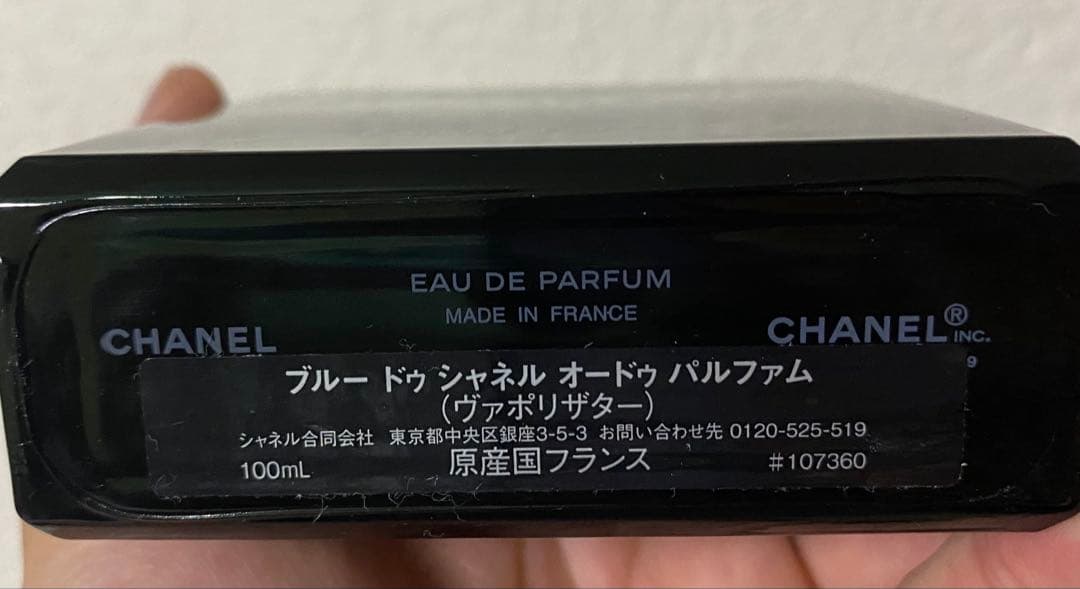 EAU DE PARFUM
MADE IN FRANCE
CHANEL
CHANEL® INC.
9
ブルー ドゥ シャネル オードゥ パルファム
(ヴァポリザター)
シャネル合同会社 東京都中央区銀座3-5-3 お問い合わせ先 0120-525-519
100mL 原産国フランス #107360